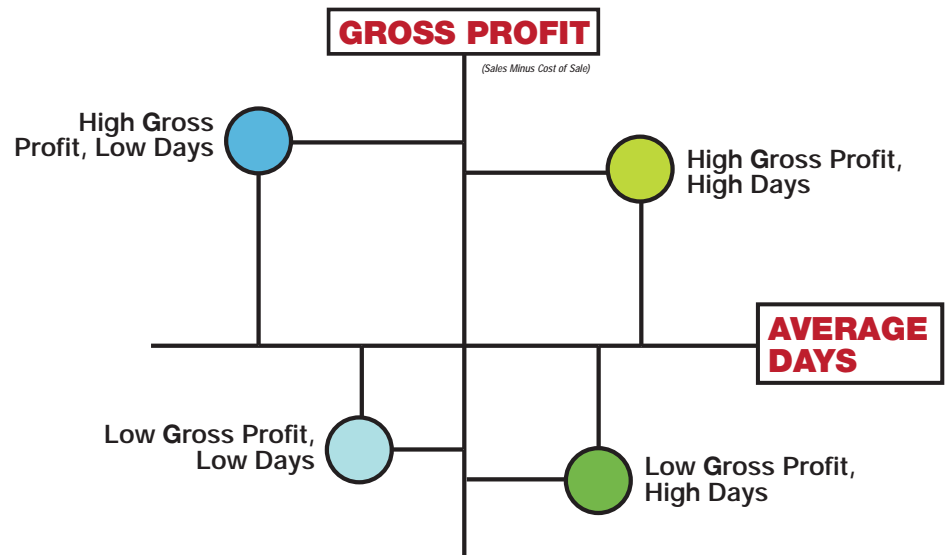 GROSS PROFIT
(Sales Minus Cost of Sale)
High Gross
Profit, Low Days
High Gross Profit,
High Days
AVERAGE
DAYS
Low Gross Profit,
Low Days
Low Gross Profit,
High Days